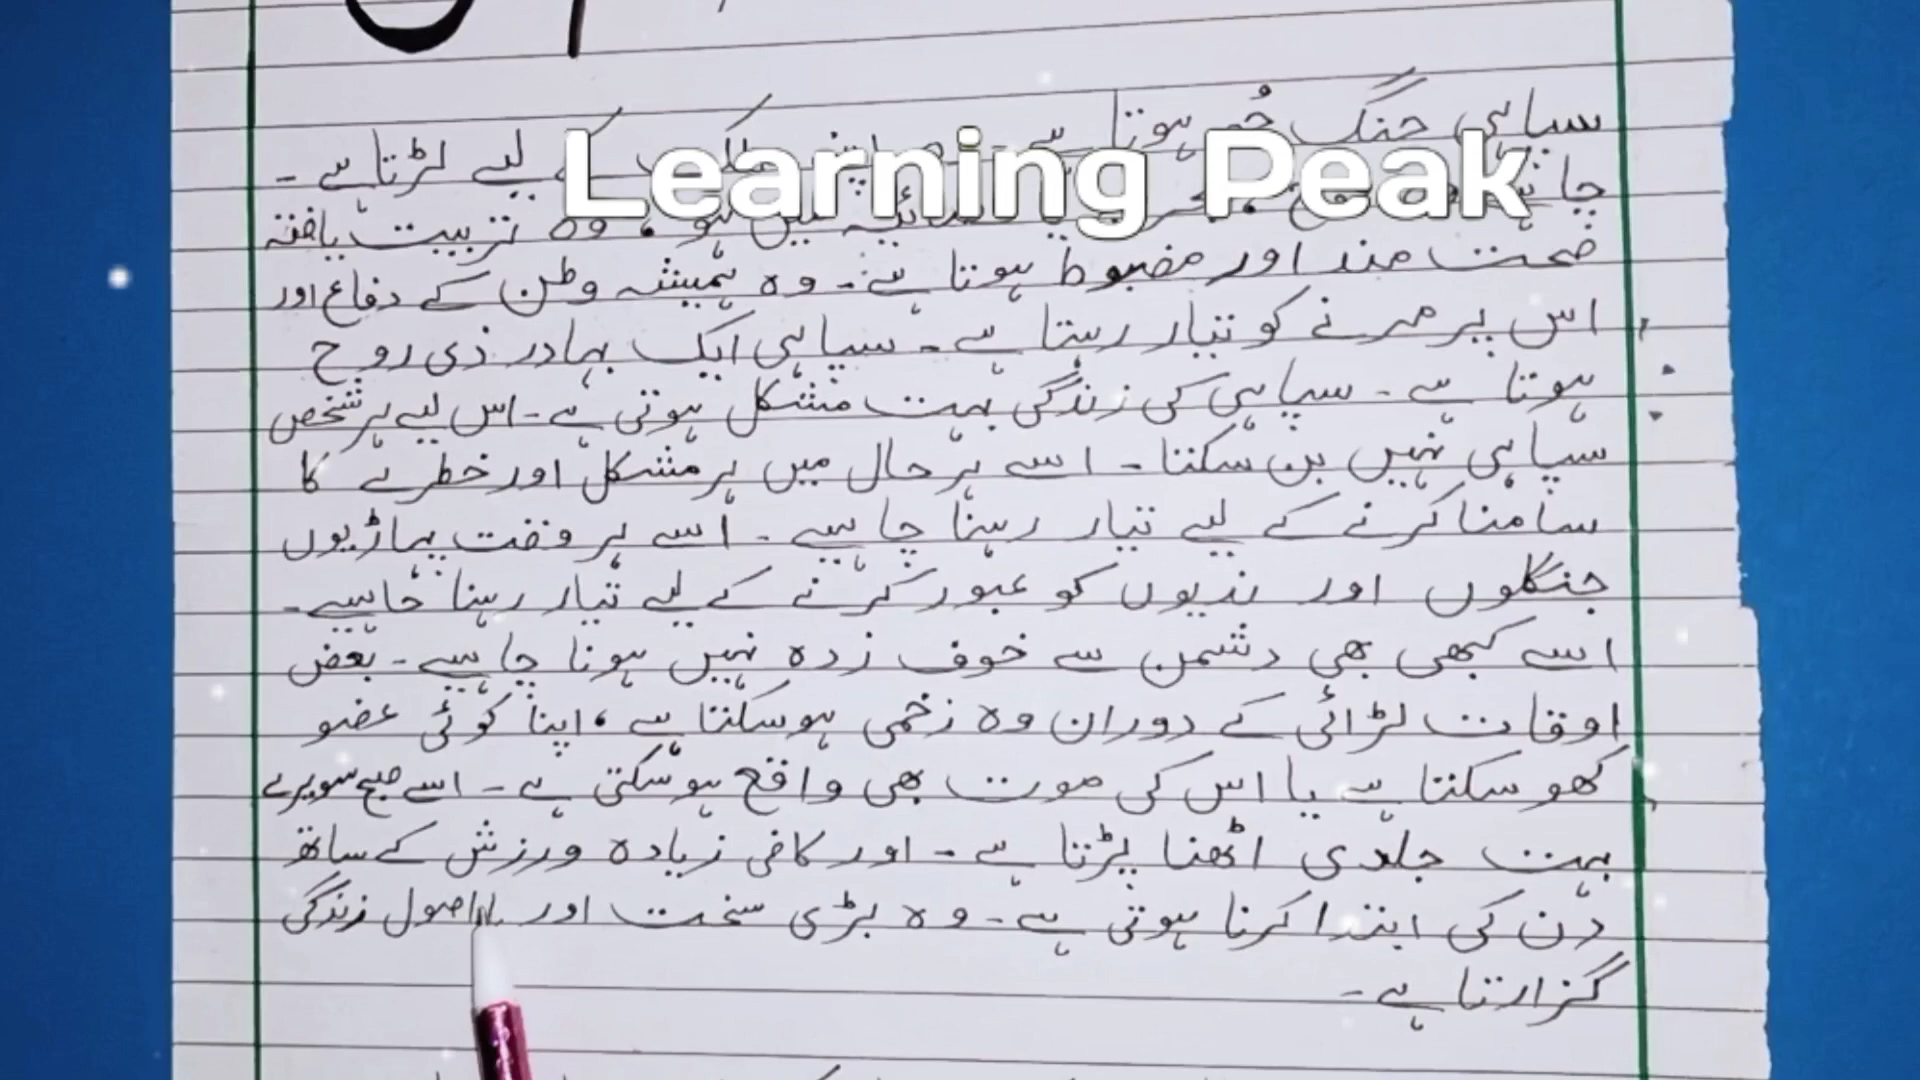 سپاہی جنگ جُو ہوتا ہے۔ کے لیے لڑتا ہے۔
Learning Peak
میں ہو، وہ تربیت یافتہ
صحت مند اور مضبوط ہوتا ہے۔ وہ ہمیشہ وطن کے دفاع اور
اس پر مرنے کو تیار رہتا ہے۔ سپاہی ایک بہادر ذی روح
ہوتا ہے۔ سپاہی کی زندگی بہت مشکل ہوتی ہے۔ اس لیے ہر شخص
سپاہی نہیں بن سکتا۔ اسے ہر حال میں ہر مشکل اور خطرے کا
سامنا کرنے کے لیے تیار رہنا چاہیے۔ اسے ہر وقت پہاڑیوں
جنگلوں اور ندیوں کو عبور کرنے کے لیے تیار رہنا چاہیے۔
اسے کبھی بھی دشمن سے خوف زدہ نہیں ہونا چاہیے۔ بعض
اوقات لڑائی کے دوران وہ زخمی ہو سکتا ہے، اپنا کوئی عضو
کھو سکتا ہے یا اس کی موت بھی واقع ہو سکتی ہے۔ اسے صبح سویرے
بہت جلدی اٹھنا پڑتا ہے۔ اور کافی زیادہ ورزش کے ساتھ
دن کی ابتدا کرنا ہوتی ہے۔ وہ بڑی سخت اور بااصول زندگی
گزارتا ہے۔